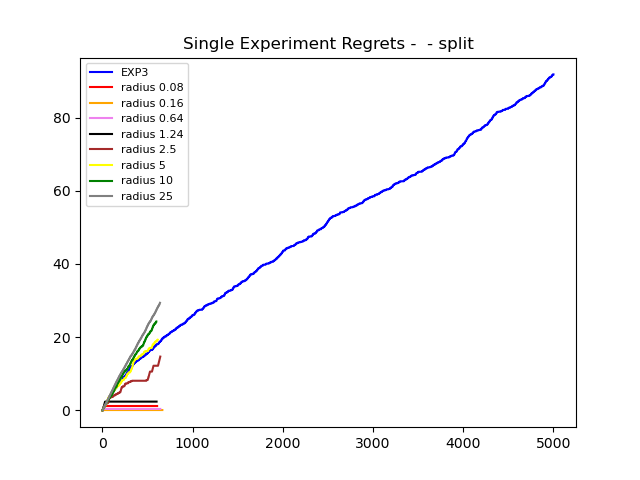 Single Experiment Regrets -  - split
EXP3
radius 0.08
radius 0.16
radius 0.64
radius 1.24
radius 2.5
radius 5
radius 10
radius 25
80
60
40
20
0
0 1000 2000 3000 4000 5000